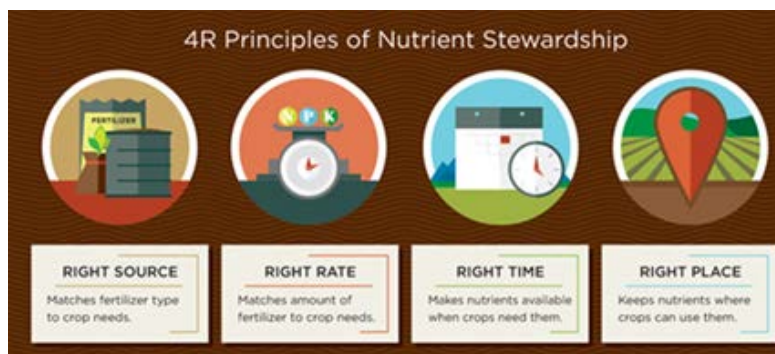 4R Principles of Nutrient Stewardship
FERTILIZER
N P K
RIGHT SOURCE
Matches fertilizer type
to crop needs.
RIGHT RATE
Matches amount of
fertilizer to crop needs.
RIGHT TIME
Makes nutrients available
when crops need them.
RIGHT PLACE
Keeps nutrients where
crops can use them.